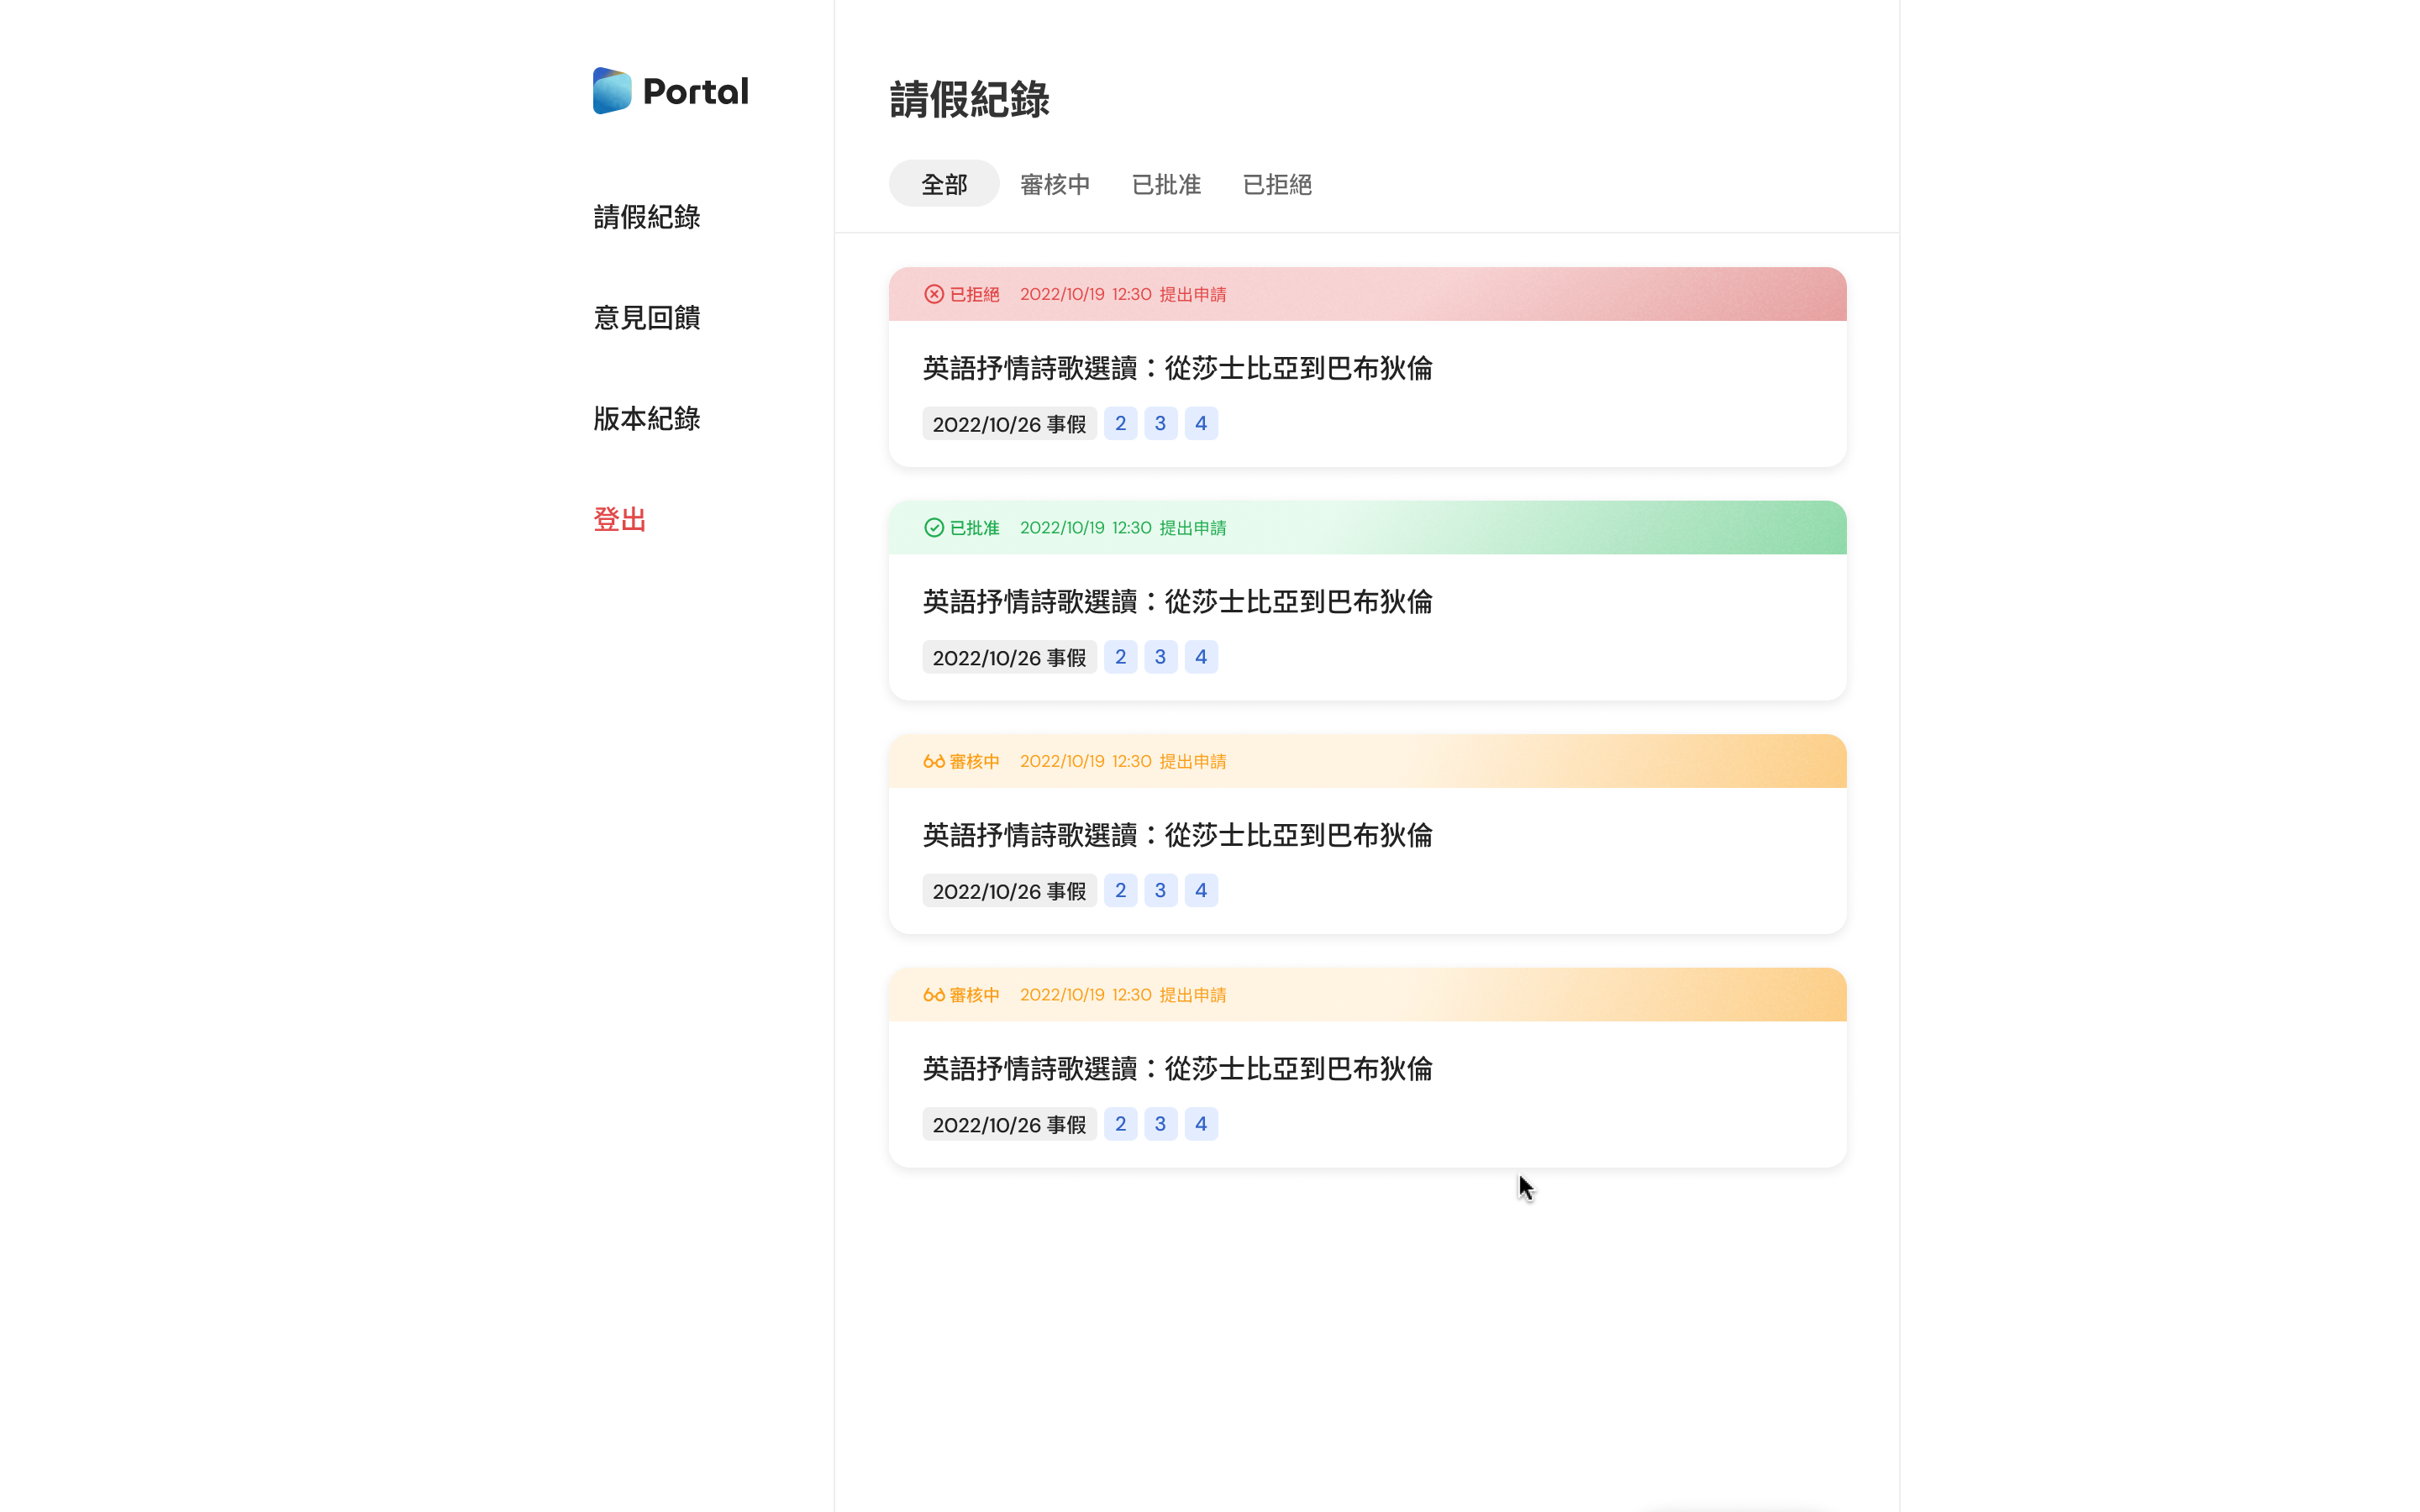 Portal
請假紀錄
意見回饋
版本紀錄
登出
請假紀錄
全部 審核中 已批准 已拒絕
已拒絕 2022/10/19 12:30 提出申請
英語抒情詩歌選讀：從莎士比亞到巴布狄倫
2022/10/26 事假 2 3 4
已批准 2022/10/19 12:30 提出申請
英語抒情詩歌選讀：從莎士比亞到巴布狄倫
2022/10/26 事假 2 3 4
審核中 2022/10/19 12:30 提出申請
英語抒情詩歌選讀：從莎士比亞到巴布狄倫
2022/10/26 事假 2 3 4
審核中 2022/10/19 12:30 提出申請
英語抒情詩歌選讀：從莎士比亞到巴布狄倫
2022/10/26 事假 2 3 4